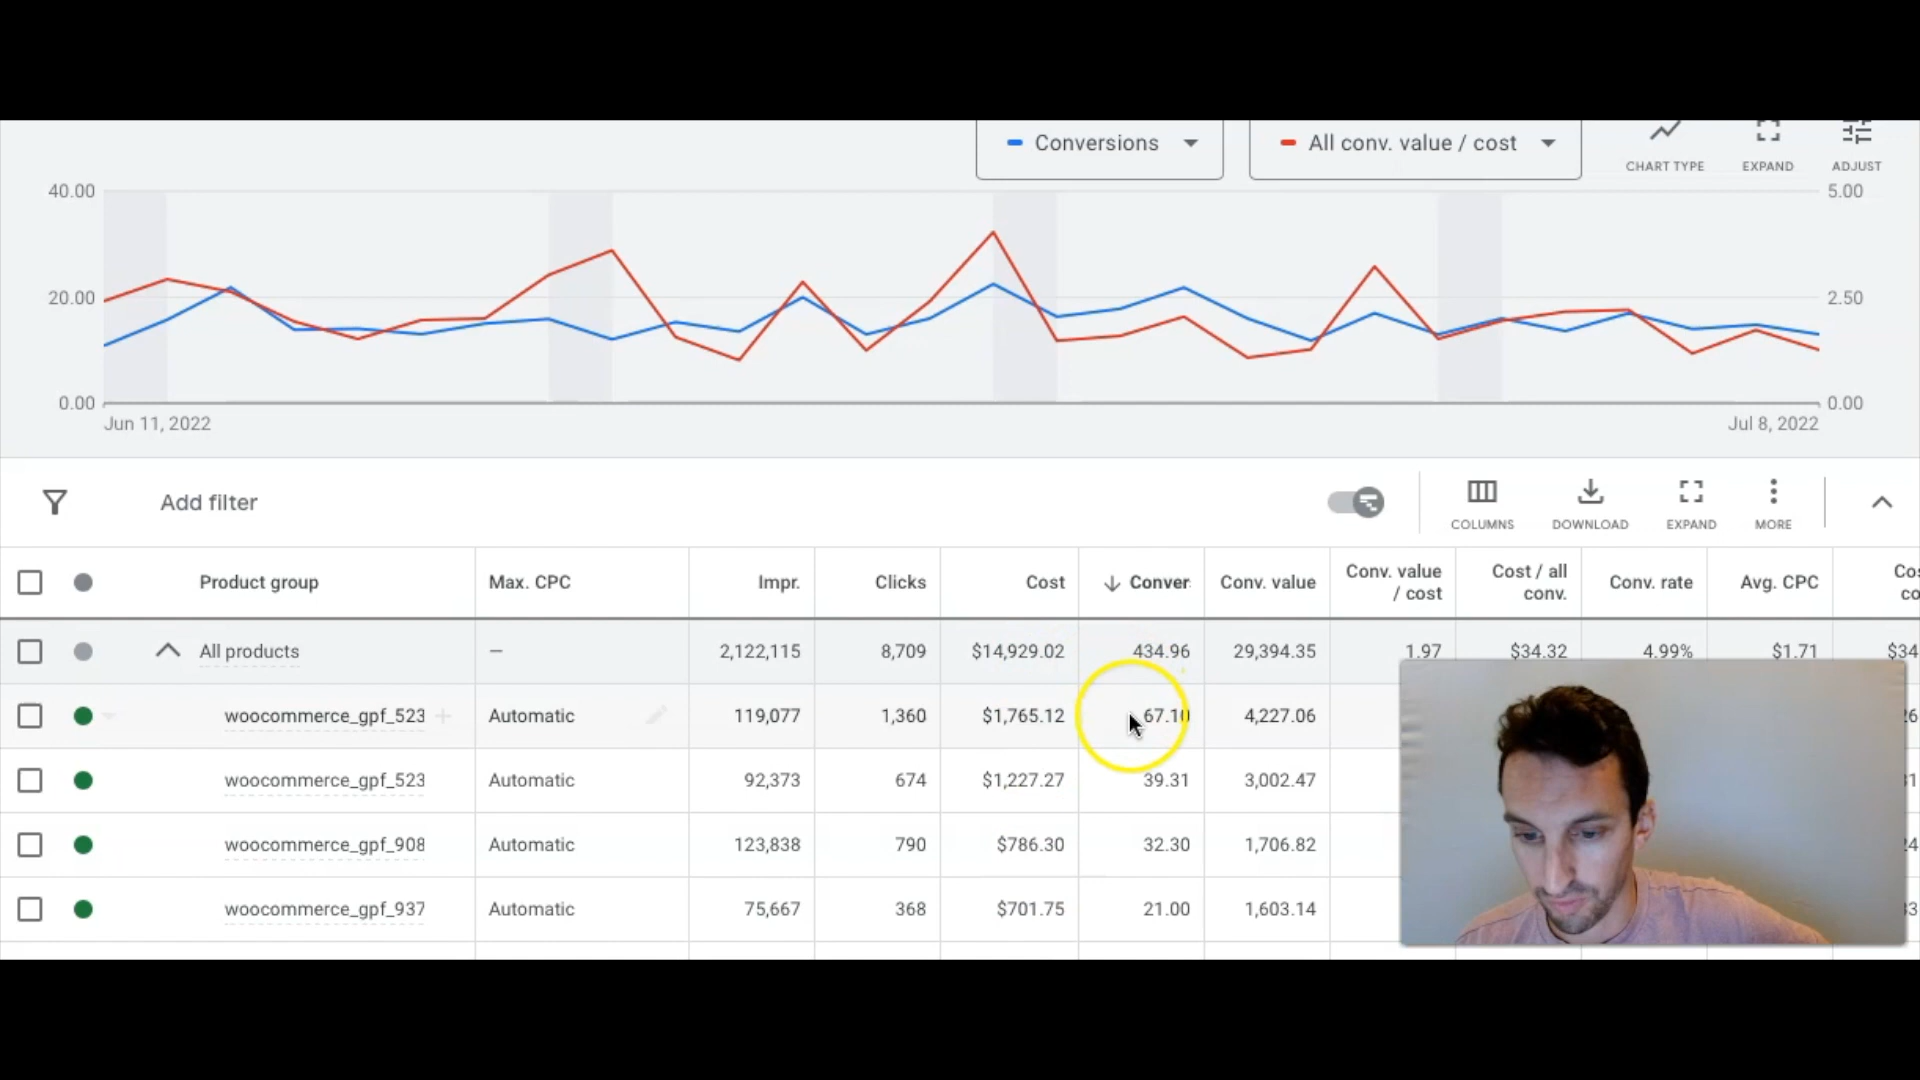 Conversions All conv. value / cost
CHART TYPE EXPAND ADJUST
40.00 5.00
20.00 2.50
0.00 0.00
Jun 11, 2022 Jul 8, 2022
Add filter
COLUMNS DOWNLOAD EXPAND MORE
Product group Max. CPC Impr. Clicks Cost Conver Conv. value Conv. value / cost Cost / all conv. Conv. rate Avg. CPC
All products — 2,122,115 8,709 $14,929.02 434.96 29,394.35 1.97 $34.32 4.99% $1.71 $34
woocommerce_gpf_523 Automatic 119,077 1,360 $1,765.12 67.10 4,227.06
woocommerce_gpf_523 Automatic 92,373 674 $1,227.27 39.31 3,002.47
woocommerce_gpf_908 Automatic 123,838 790 $786.30 32.30 1,706.82
woocommerce_gpf_937 Automatic 75,667 368 $701.75 21.00 1,603.14